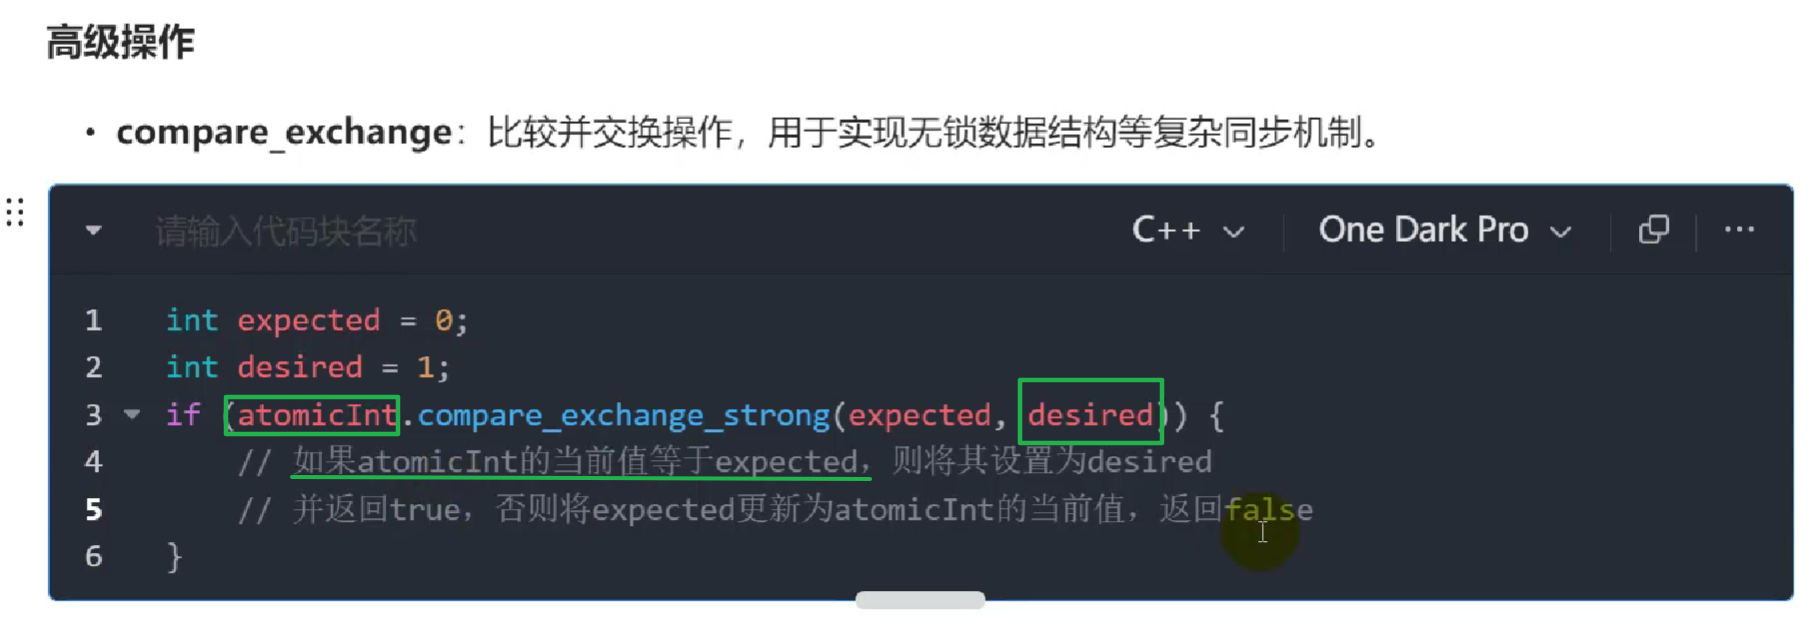 高级操作
• compare_exchange：比较并交换操作，用于实现无锁数据结构等复杂同步机制。
请输入代码块名称
C++
One Dark Pro
1 int expected = 0;
2 int desired = 1;
3 if (atomicInt.compare_exchange_strong(expected, desired)) {
4 // 如果atomicInt的当前值等于expected，则将其设置为desired
5 // 并返回true，否则将expected更新为atomicInt的当前值，返回false
6 }